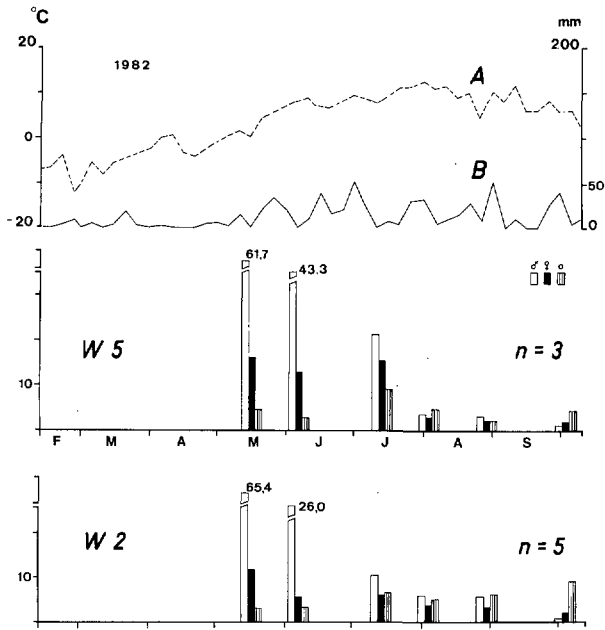 °C
mm
20
200
1982
A
0
B
50
-20
0
61,7
43.3
♂ ♀ o
W 5
n = 3
10
F M A M J J A S
65,4
26,0
W 2
n = 5
10